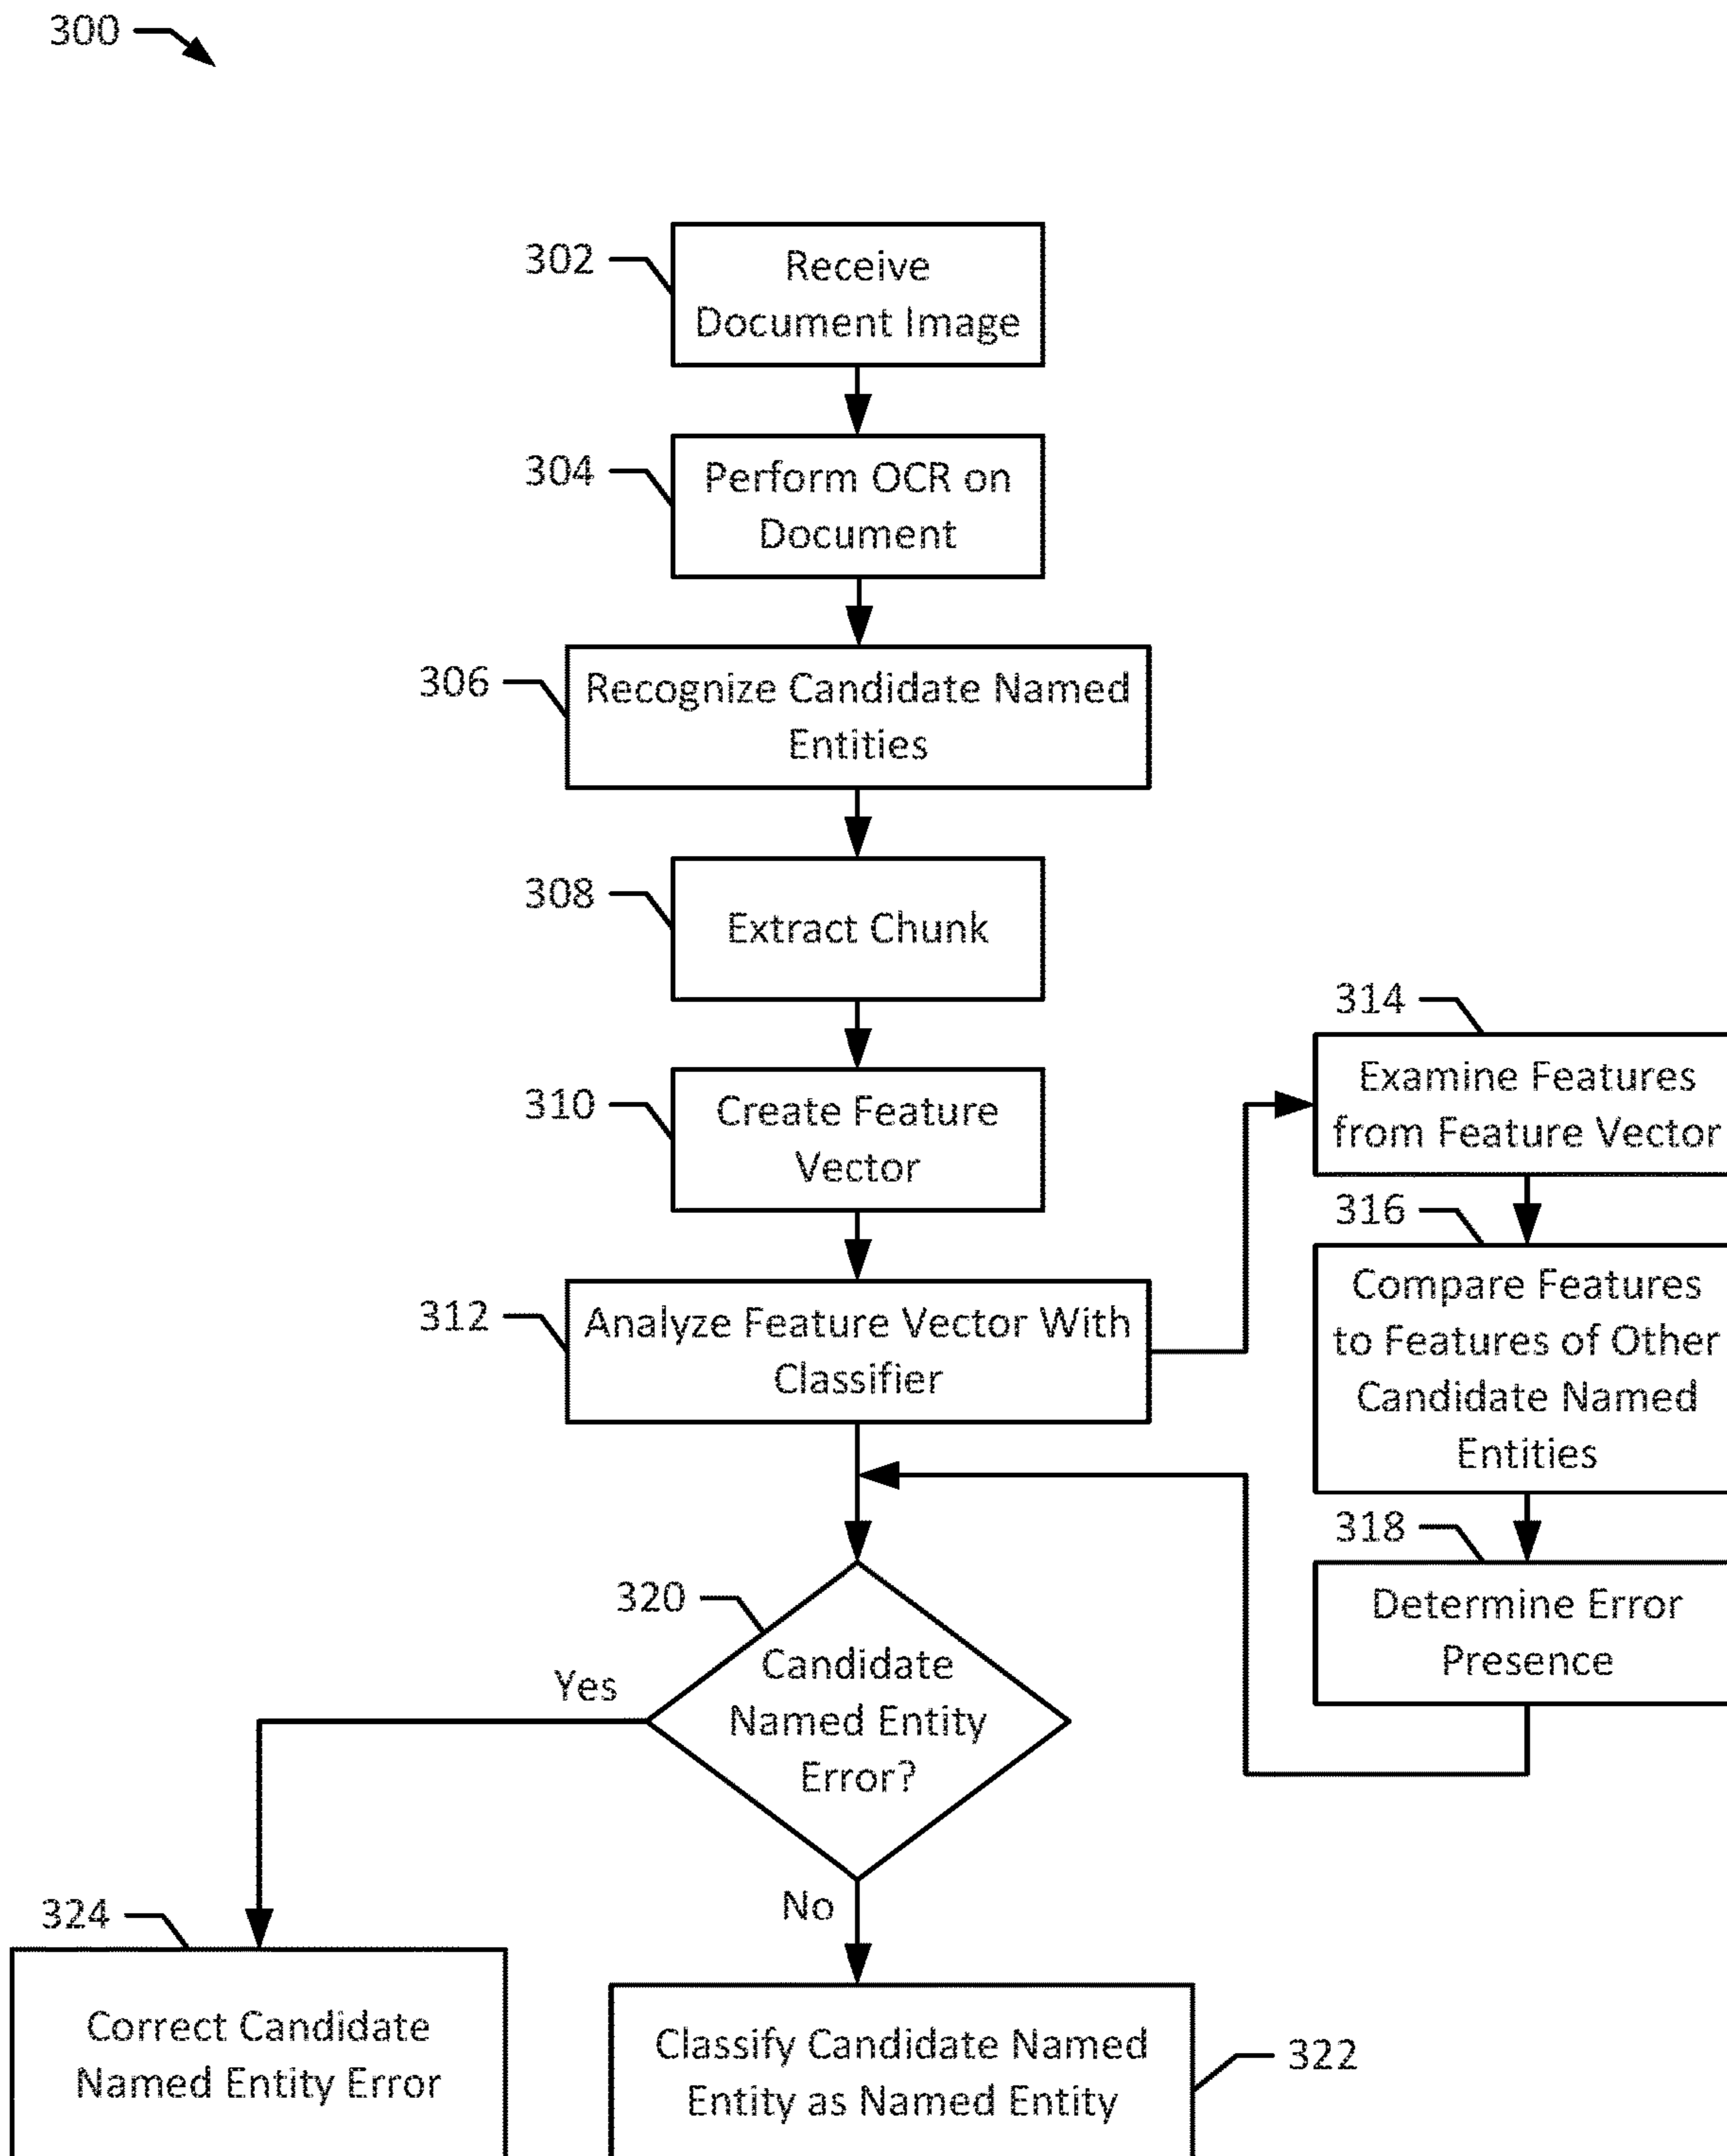 300
302
Receive
Document Image
304
Perform OCR on
Document
306
Recognize Candidate Named
Entities
308
Extract Chunk
310
Create Feature
Vector
312
Analyze Feature Vector With
Classifier
314
Examine Features
from Feature Vector
316
Compare Features
to Features of Other
Candidate Named
Entities
318
Determine Error
Presence
320
Candidate
Named Entity
Error?
Yes
No
324
Correct Candidate
Named Entity Error
Classify Candidate Named
Entity as Named Entity
322